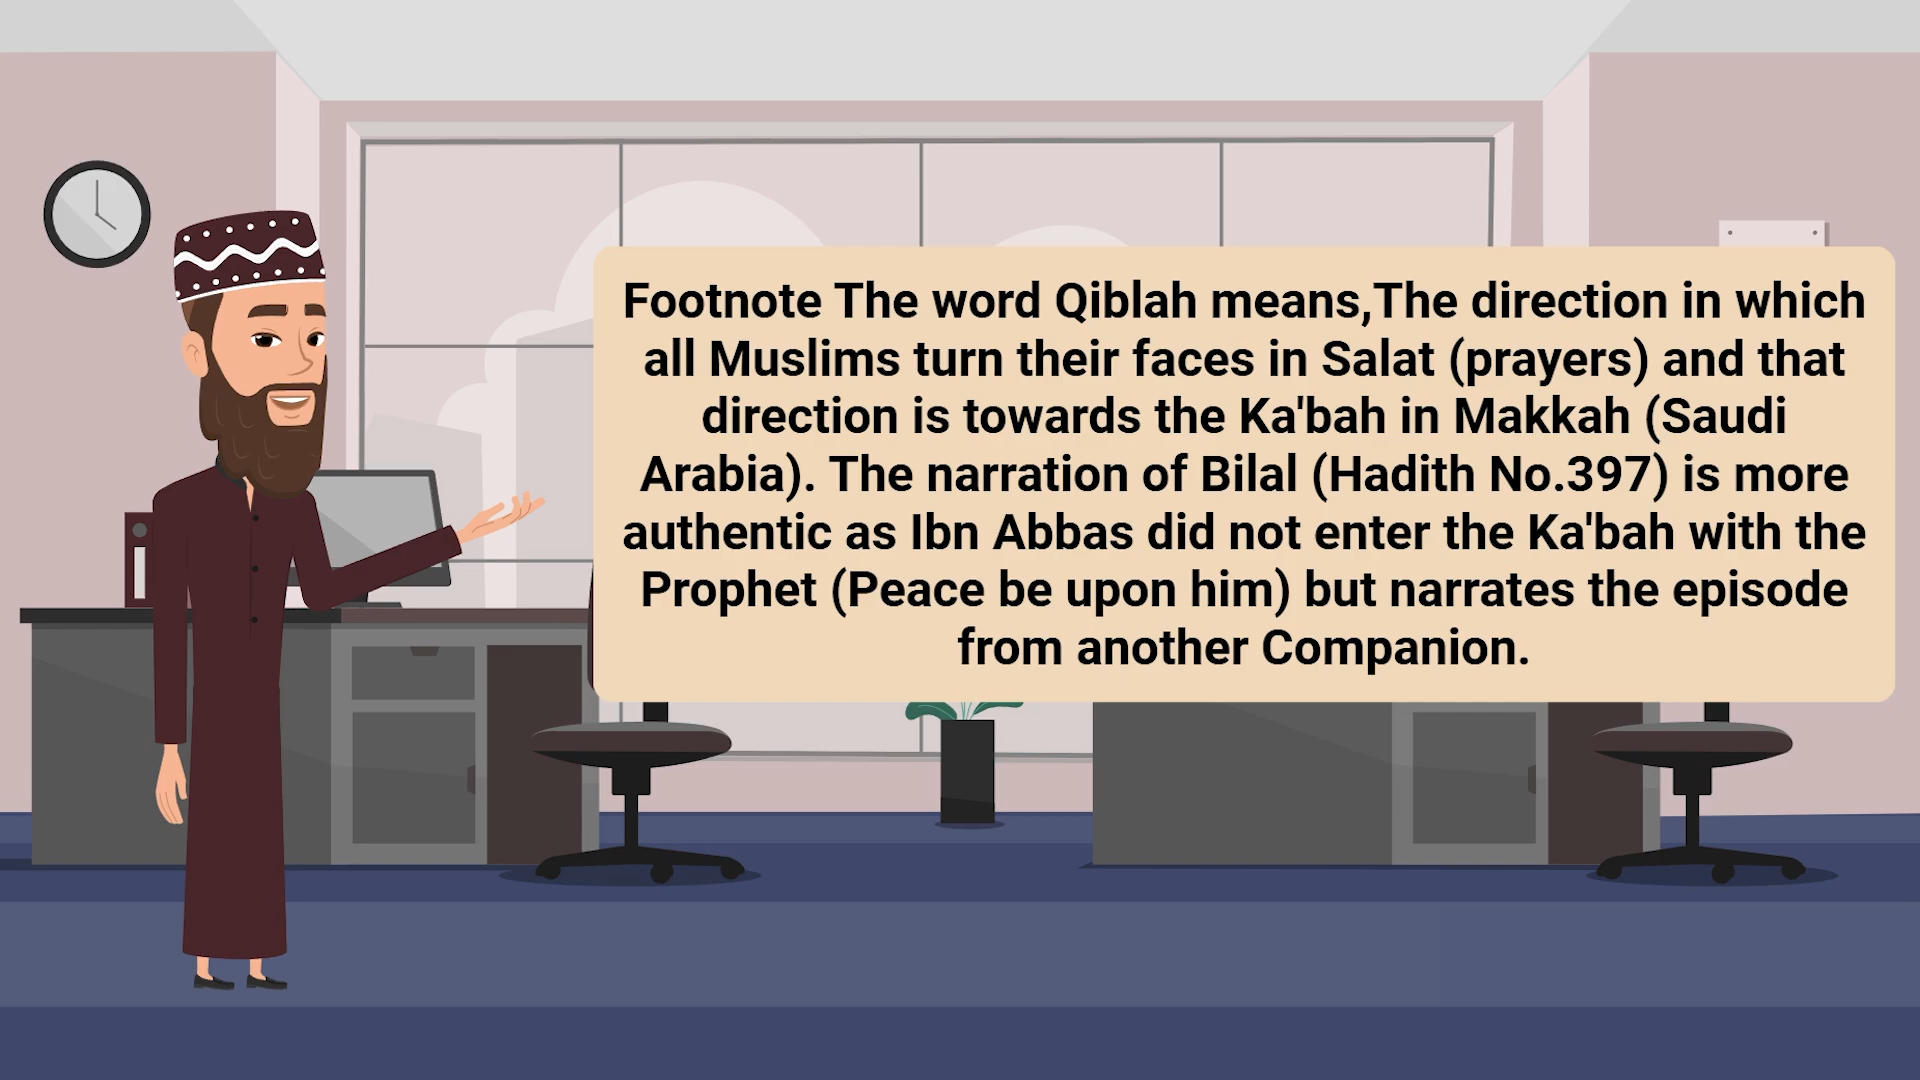 Footnote The word Qiblah means,The direction in which
all Muslims turn their faces in Salat (prayers) and that
direction is towards the Ka'bah in Makkah (Saudi
Arabia). The narration of Bilal (Hadith No.397) is more
authentic as Ibn Abbas did not enter the Ka'bah with the
Prophet (Peace be upon him) but narrates the episode
from another Companion.